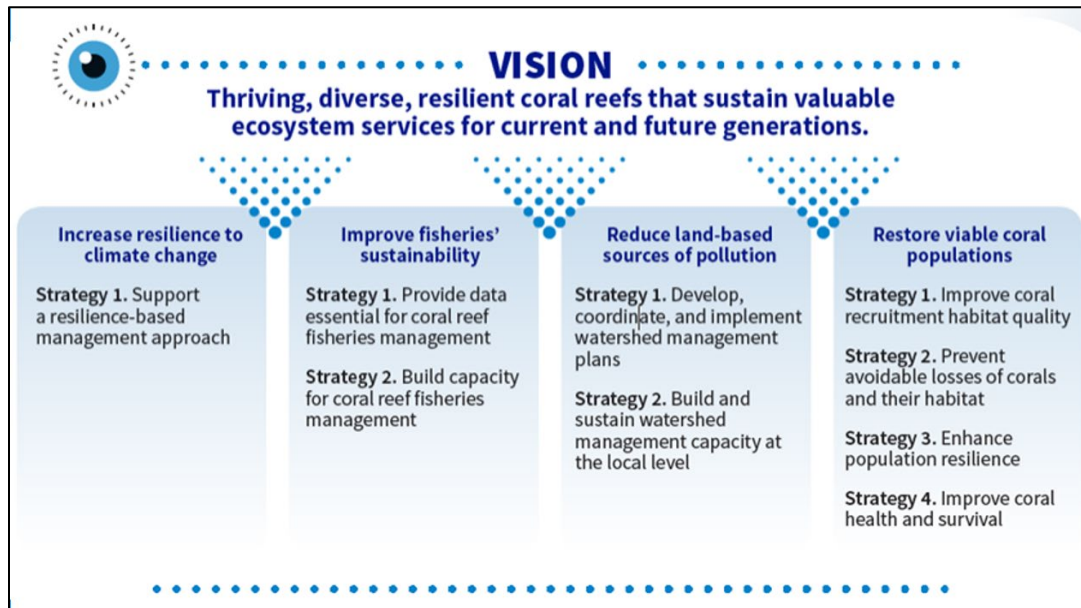 VISION
Thriving, diverse, resilient coral reefs that sustain valuable
ecosystem services for current and future generations.
Increase resilience to
climate change
Strategy 1. Support
a resilience-based
management approach
Improve fisheries’
sustainability
Strategy 1. Provide data
essential for coral reef
fisheries management
Strategy 2. Build capacity
for coral reef fisheries
management
Reduce land-based
sources of pollution
Strategy 1. Develop,
coordinate, and implement
watershed management
plans
Strategy 2. Build and
sustain watershed
management capacity at
the local level
Restore viable coral
populations
Strategy 1. Improve coral
recruitment habitat quality
Strategy 2. Prevent
avoidable losses of corals
and their habitat
Strategy 3. Enhance
population resilience
Strategy 4. Improve coral
health and survival